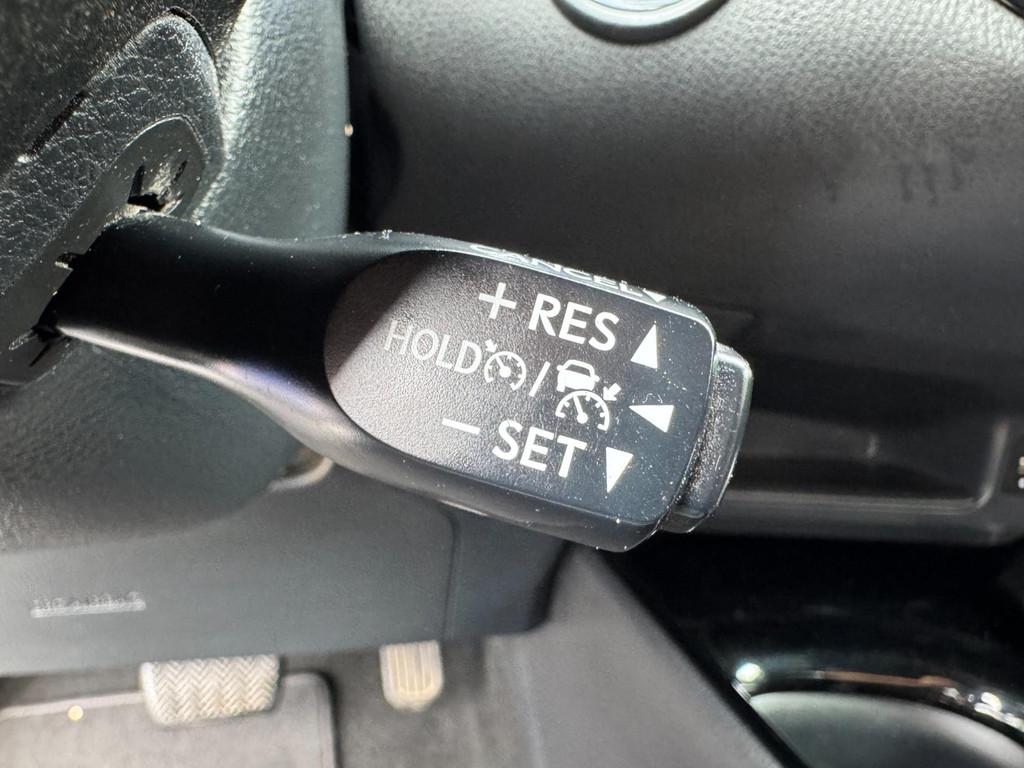 CANCEL
+ RES
HOLD /
− SET